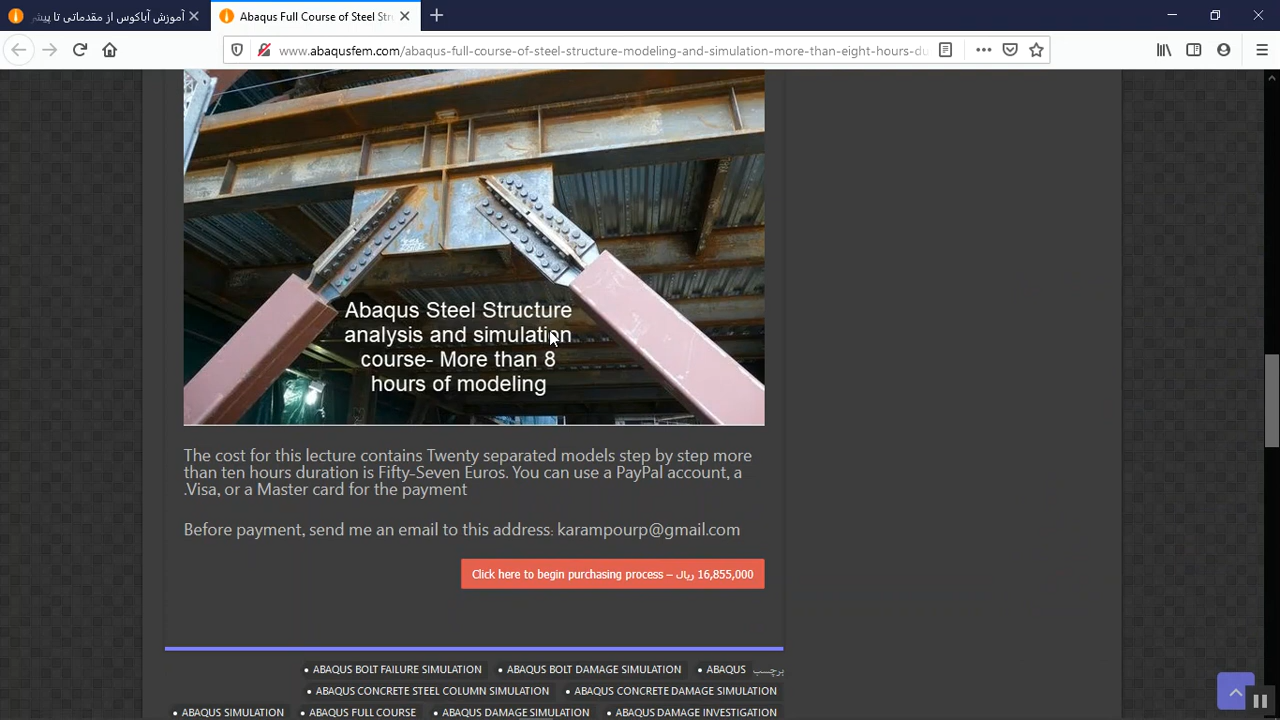 آموزش آباکوس از مقدماتی تا پیشر
Abaqus Full Course of Steel Str
www.abaqusfem.com/abaqus-full-course-of-steel-structure-modeling-and-simulation-more-than-eight-hours-du
Abaqus Steel Structure
analysis and simulation
course- More than 8
hours of modeling
The cost for this lecture contains Twenty separated models step by step more
than ten hours duration is Fifty-Seven Euros. You can use a PayPal account, a
.Visa, or a Master card for the payment
Before payment, send me an email to this address: karampourp@gmail.com
Click here to begin purchasing process – ریال 16,855,000
• ABAQUS BOLT FAILURE SIMULATION • ABAQUS BOLT DAMAGE SIMULATION • ABAQUS برچسب
• ABAQUS CONCRETE STEEL COLUMN SIMULATION • ABAQUS CONCRETE DAMAGE SIMULATION
• ABAQUS SIMULATION • ABAQUS FULL COURSE • ABAQUS DAMAGE SIMULATION • ABAQUS DAMAGE INVESTIGATION